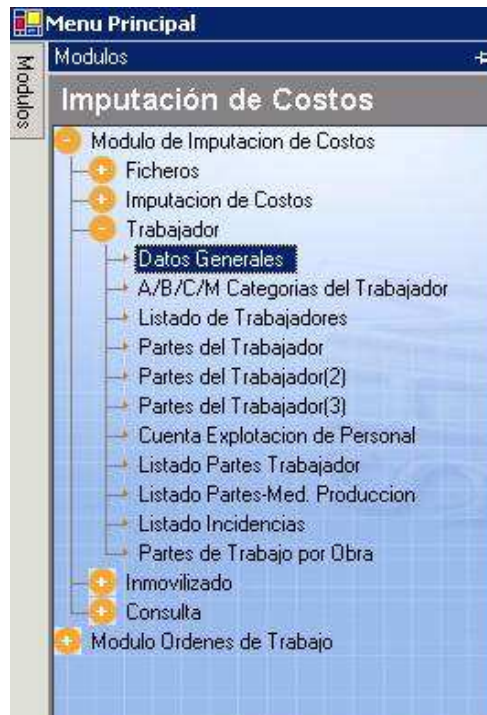 Menu Principal
Modulos
Modulos
Imputación de Costos
Modulo de Imputacion de Costos
Ficheros
Imputacion de Costos
Trabajador
Datos Generales
A/B/C/M Categorias del Trabajador
Listado de Trabajadores
Partes del Trabajador
Partes del Trabajador(2)
Partes del Trabajador(3)
Cuenta Explotacion de Personal
Listado Partes Trabajador
Listado Partes-Med. Produccion
Listado Incidencias
Partes de Trabajo por Obra
Inmovilizado
Consulta
Modulo Ordenes de Trabajo